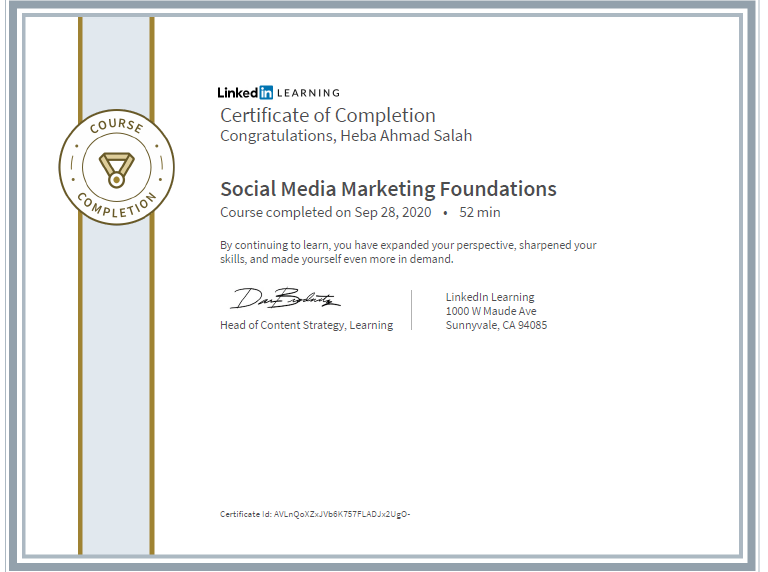 COURSE
COMPLETION
Linked in LEARNING
Certificate of Completion
Congratulations, Heba Ahmad Salah
Social Media Marketing Foundations
Course completed on Sep 28, 2020 • 52 min
By continuing to learn, you have expanded your perspective, sharpened your
skills, and made yourself even more in demand.
Head of Content Strategy, Learning
LinkedIn Learning
1000 W Maude Ave
Sunnyvale, CA 94085
Certificate Id: AVLnQoXZxJVb6K757FLADJx2UgO-